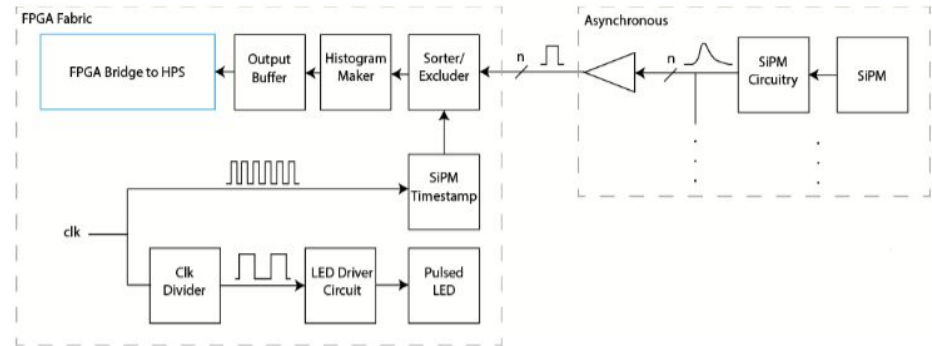 FPGA Fabric
Asynchronous
FPGA Bridge to HPS
Output
Buffer
Histogram
Maker
Sorter/
Excluder
n
n
SiPM
Circuitry
SiPM
SiPM
Timestamp
clk
Clk
Divider
LED Driver
Circuit
Pulsed
LED